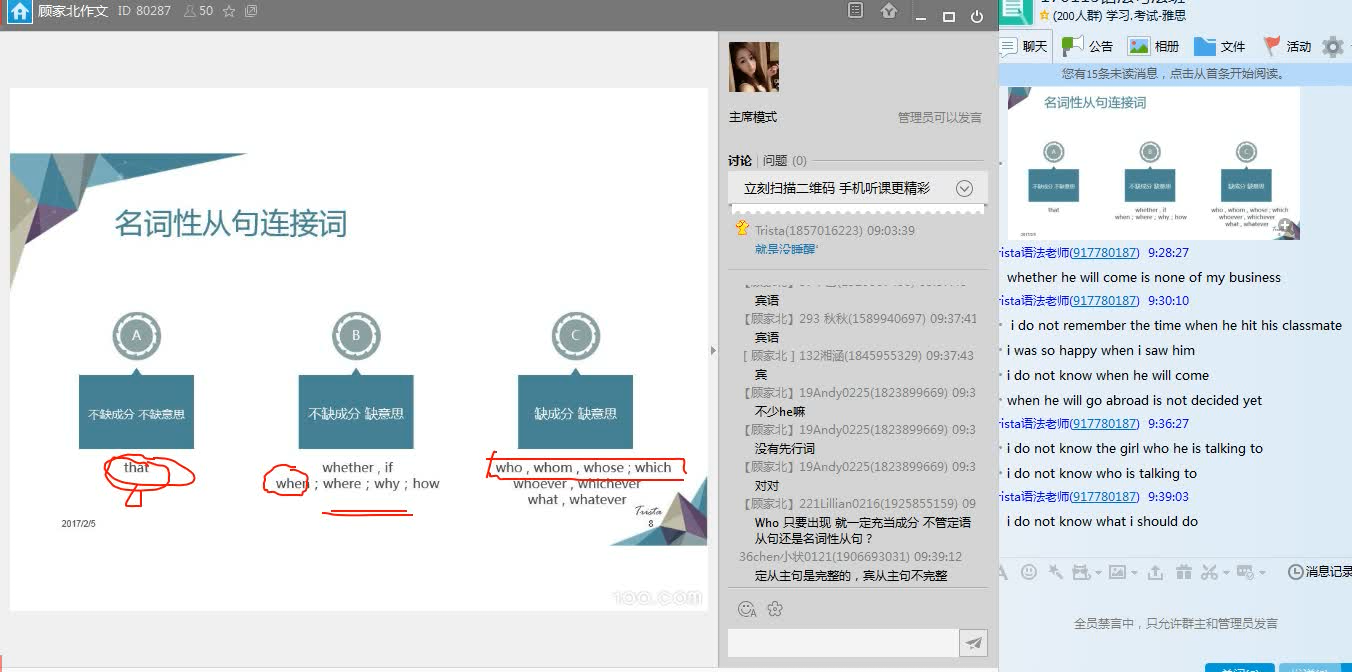 顾家北作文 ID 80287 50
名词性从句连接词
A
不缺成分 不缺意思
that
B
不缺成分 缺意思
whether , if
when ; where ; why ; how
C
缺成分 缺意思
who , whom , whose ; which
whoever , whichever
what , whatever
Trista
2017/2/5
8
100.com
主席模式 管理员可以发言
讨论 问题 (0)
立刻扫描二维码 手机听课更精彩
Trista(1857016223) 09:03:39
就是没睡醒
宾语
【顾家北】293 秋秋(1589940697) 09:37:41
宾语
[ 顾家北 ] 132湘涵(1845955329) 09:37:43
宾
【顾家北】19Andy0225(1823899669) 09:3
不少he嘛
【顾家北】19Andy0225(1823899669) 09:3
没有先行词
【顾家北】19Andy0225(1823899669) 09:3
对对
【顾家北】221Lillian0216(1925855159) 09
Who 只要出现 就一定充当成分 不管定语
从句还是名词性从句？
36chen小状0121(1906693031) 09:39:12
定从主句是完整的，宾从主句不完整
(200人群) 学习.考试-雅思
聊天 公告 相册 文件 活动
您有15条未读消息，点击从首条开始阅读。
名词性从句连接词
A
B
C
不缺成分 不缺意思
不缺成分 缺意思
缺成分 缺意思
that
whether , if
when ; where ; why ; how
who , whom , whose ; which
whoever , whichever
what , whatever
rista语法老师(917780187) 9:28:27
whether he will come is none of my business
rista语法老师(917780187) 9:30:10
i do not remember the time when he hit his classmate
i was so happy when i saw him
i do not know when he will come
when he will go abroad is not decided yet
rista语法老师(917780187) 9:36:27
i do not know the girl who he is talking to
i do not know who is talking to
rista语法老师(917780187) 9:39:03
i do not know what i should do
消息记录
全员禁言中，只允许群主和管理员发言